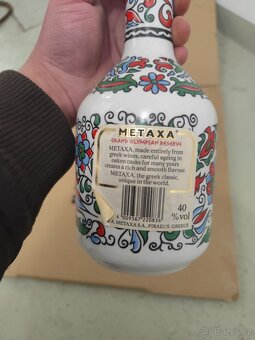 METAXA
GRAND OLYMPIAN RESERVE
METAXA, made entirely from
greek wines, careful ageing in
oaken casks for many years
creates a rich and smooth flavour
METAXA, the greek classic,
unique in the world.
40
%vol
METAXA S.A., PIRAEUS, GREECE